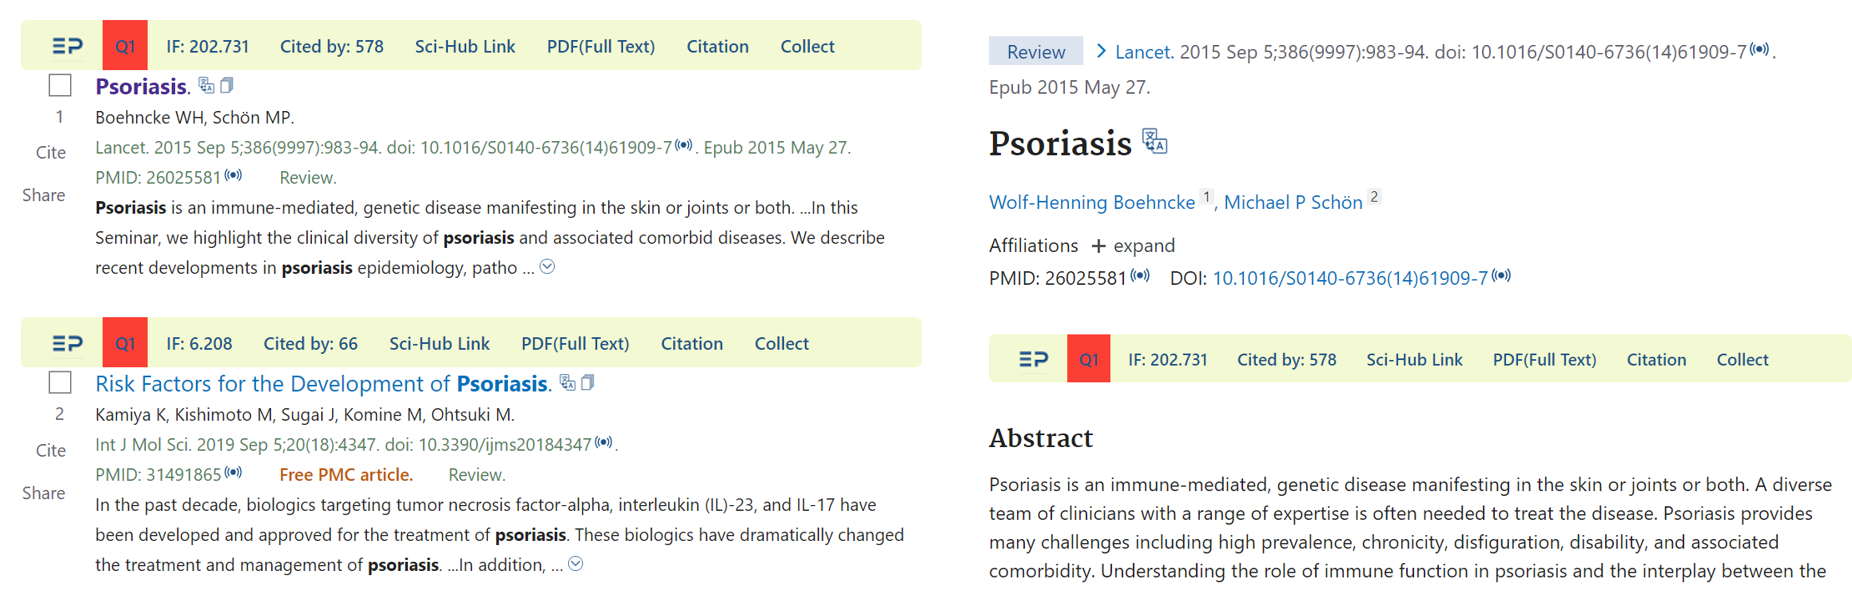 EP Q1 IF: 202.731 Cited by: 578 Sci-Hub Link PDF(Full Text) Citation Collect
Psoriasis.
1 Boehncke WH, Schön MP.
Cite Lancet. 2015 Sep 5;386(9997):983-94. doi: 10.1016/S0140-6736(14)61909-7. Epub 2015 May 27.
PMID: 26025581 Review.
Share
Psoriasis is an immune-mediated, genetic disease manifesting in the skin or joints or both. ...In this
Seminar, we highlight the clinical diversity of psoriasis and associated comorbid diseases. We describe
recent developments in psoriasis epidemiology, patho ...
EP Q1 IF: 6.208 Cited by: 66 Sci-Hub Link PDF(Full Text) Citation Collect
Risk Factors for the Development of Psoriasis.
2 Kamiya K, Kishimoto M, Sugai J, Komine M, Ohtsuki M.
Cite Int J Mol Sci. 2019 Sep 5;20(18):4347. doi: 10.3390/ijms20184347.
PMID: 31491865 Free PMC article. Review.
Share
In the past decade, biologics targeting tumor necrosis factor-alpha, interleukin (IL)-23, and IL-17 have
been developed and approved for the treatment of psoriasis. These biologics have dramatically changed
the treatment and management of psoriasis. ...In addition, ...
Review > Lancet. 2015 Sep 5;386(9997):983-94. doi: 10.1016/S0140-6736(14)61909-7.
Epub 2015 May 27.
Psoriasis
Wolf-Henning Boehncke 1, Michael P Schön 2
Affiliations + expand
PMID: 26025581 DOI: 10.1016/S0140-6736(14)61909-7
EP Q1 IF: 202.731 Cited by: 578 Sci-Hub Link PDF(Full Text) Citation Collect
Abstract
Psoriasis is an immune-mediated, genetic disease manifesting in the skin or joints or both. A diverse
team of clinicians with a range of expertise is often needed to treat the disease. Psoriasis provides
many challenges including high prevalence, chronicity, disfiguration, disability, and associated
comorbidity. Understanding the role of immune function in psoriasis and the interplay between the